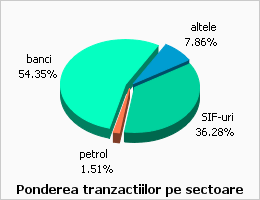 altele
7.86%
banci
54.35%
SIF-uri
36.28%
petrol
1.51%
Ponderea tranzactiilor pe sectoare